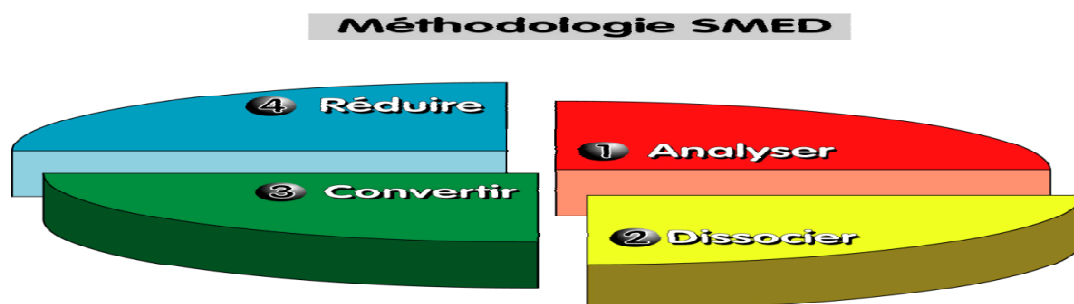 Méthodologie SMED
4 Réduire
1 Analyser
3 Convertir
2 Dissocier